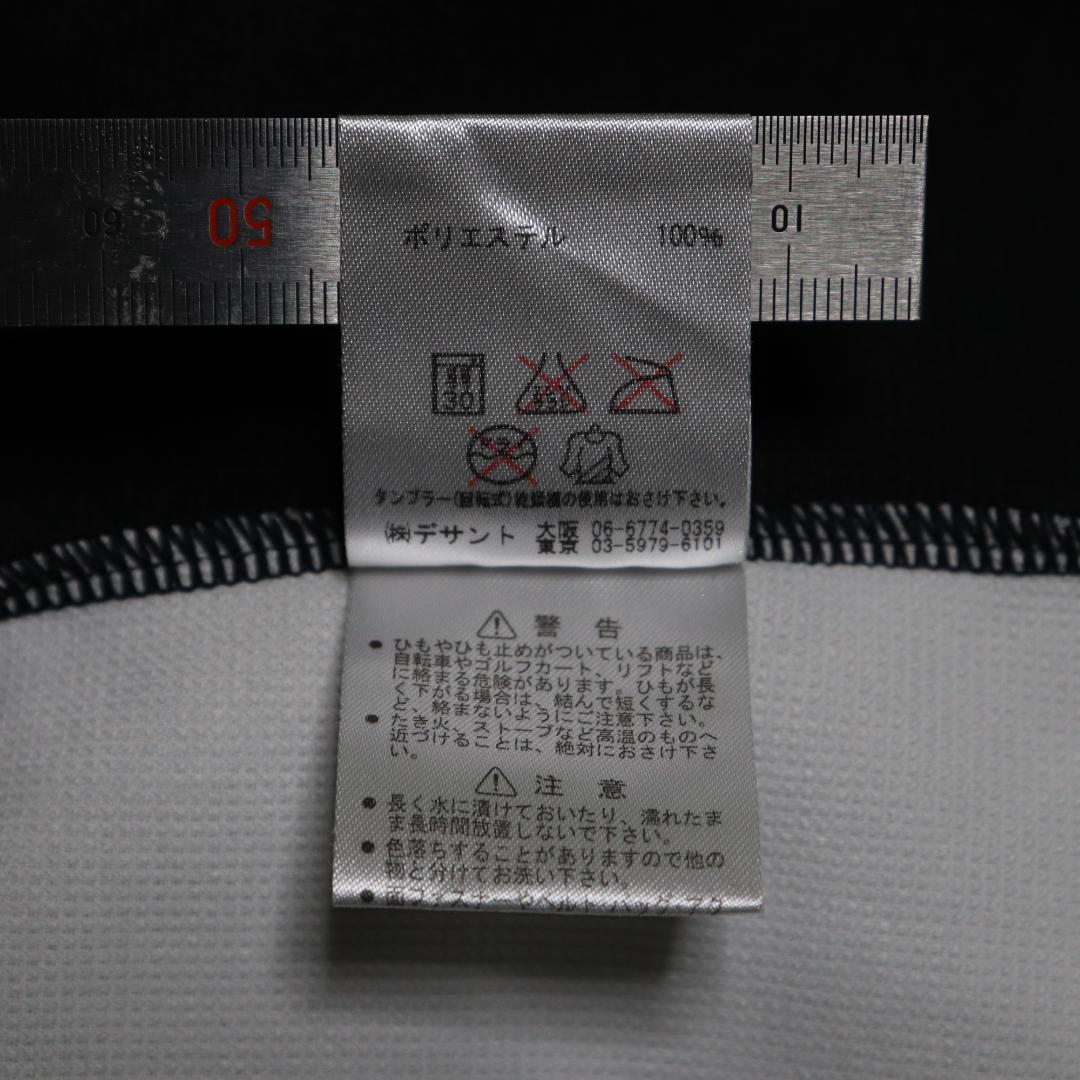 60 50 10
ポリエステル 100%
30
タンブラー(回転式)乾燥機の使用はおさけ下さい。
(株)デサント 大阪 06-6774-0359
東京 03-5979-6101
警告
● ひもやひも止めがついている商品は、
自転車やゴルフカート、リフトなど
に絡まる危険があります。ひもが長
く下がる場合は、結んで短くするな
ど、絡まないようにご注意下さい。
● たき火、ストーブなど高温のものへ
近づけることは、絶対におさけ下さ
い。
注意
● 長く水に漬けておいたり、濡れたま
ま長時間放置しないで下さい。
● 色落ちすることがありますので他の
物と分けてお洗い下さい。
● 面ファスナー